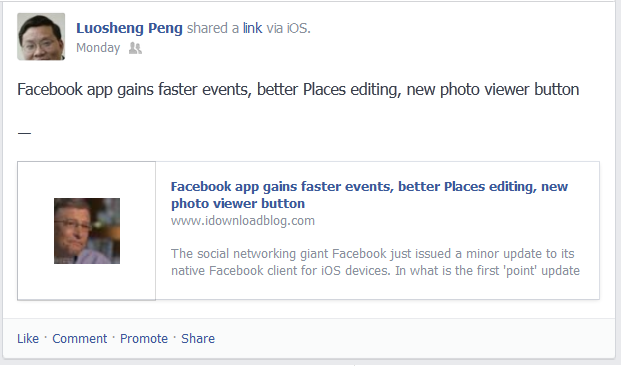 Luosheng Peng shared a link via iOS.
Monday
Facebook app gains faster events, better Places editing, new photo viewer button
—
Facebook app gains faster events, better Places editing, new
photo viewer button
www.idownloadblog.com
The social networking giant Facebook just issued a minor update to its
native Facebook client for iOS devices. In what is the first 'point' update
Like · Comment · Promote · Share